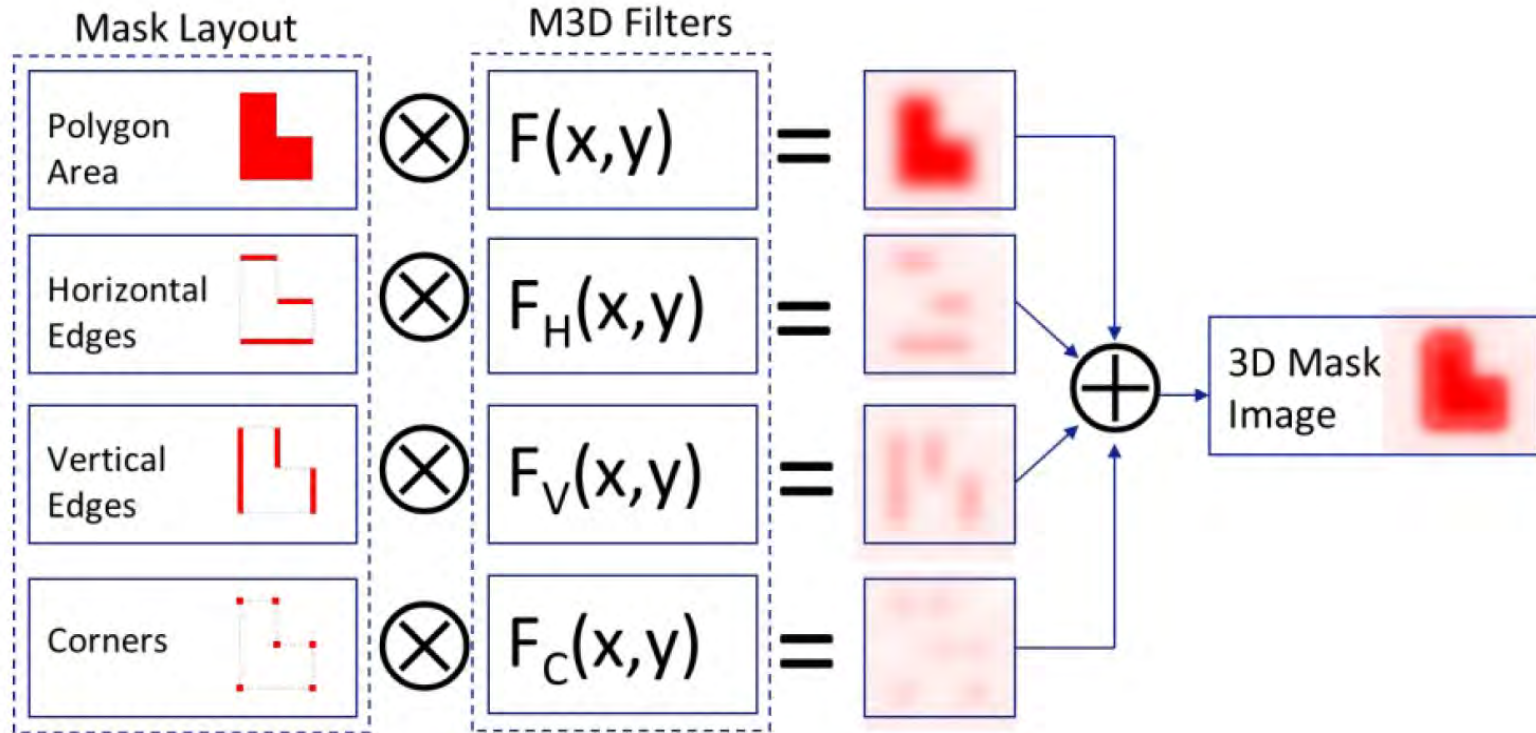 Mask Layout
M3D Filters
Polygon
Area
F(x,y)
=
Horizontal
Edges
F_H(x,y)
=
Vertical
Edges
F_V(x,y)
=
Corners
F_C(x,y)
=
3D Mask
Image